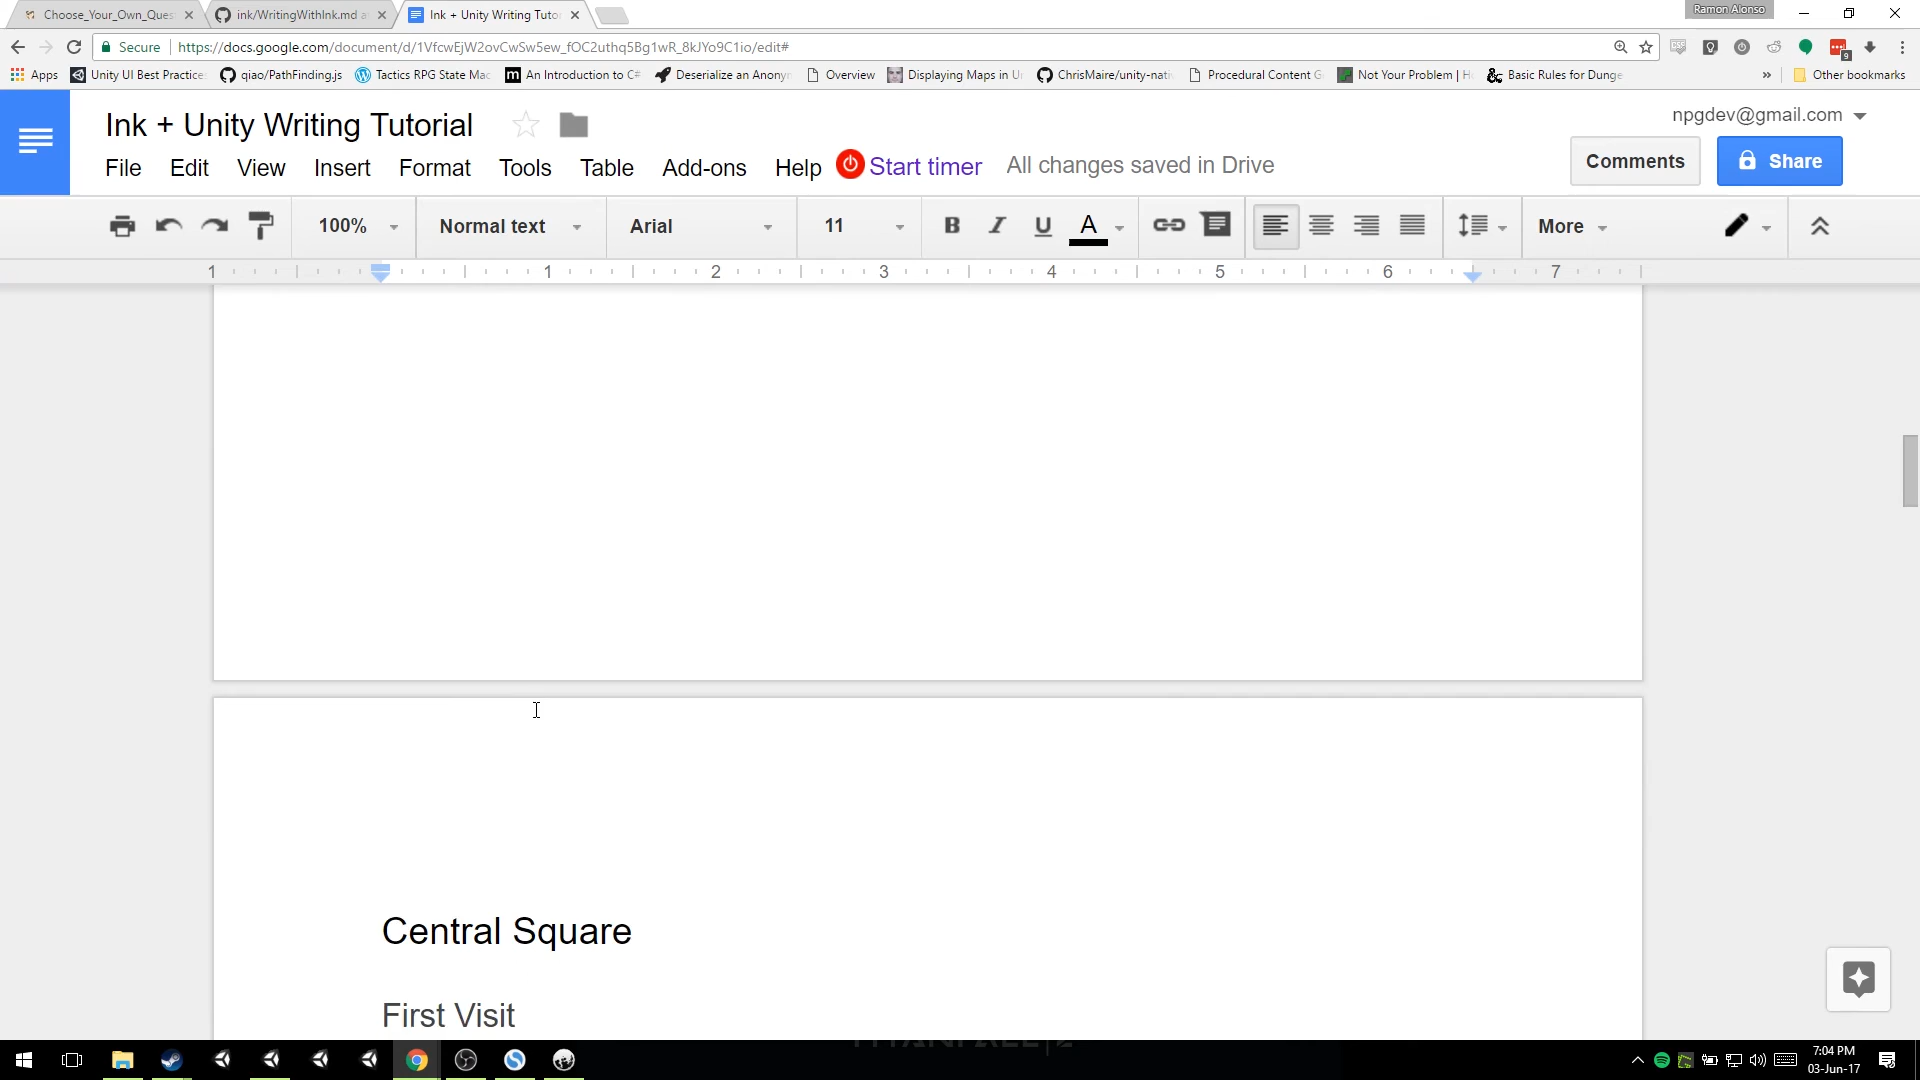 Choose_Your_Own_Ques
ink/WritingWithInk.md a
Ink + Unity Writing Tutor
Ramon Alonso
Secure
https://docs.google.com/document/d/1VfcwEjW2ovCwSw5ew_fOC2uthq5Bg1wR_8kJYo9C1io/edit#
Apps
Unity UI Best Practice
qiao/PathFinding.js
Tactics RPG State Mac
An Introduction to C#
Deserialize an Anonym
Overview
Displaying Maps in U
ChrisMaire/unity-nati
Procedural Content G
Not Your Problem | H
Basic Rules for Dunge
»
Other bookmarks
Ink + Unity Writing Tutorial
npgdev@gmail.com
File Edit View Insert Format Tools Table Add-ons Help Start timer All changes saved in Drive
Comments
Share
100% Normal text Arial 11 B I U A More
1 1 2 3 4 5 6 7
Central Square
First Visit
7:04 PM
03-Jun-17